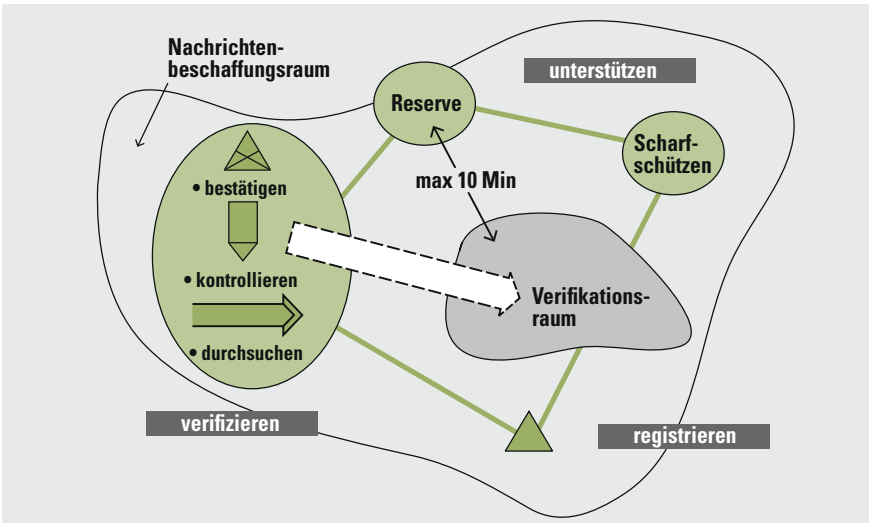 Nachrichten-
beschaffungsraum
unterstützen
Reserve
Scharf-
schützen
max 10 Min
• bestätigen
• kontrollieren
Verifikations-
raum
• durchsuchen
verifizieren
registrieren